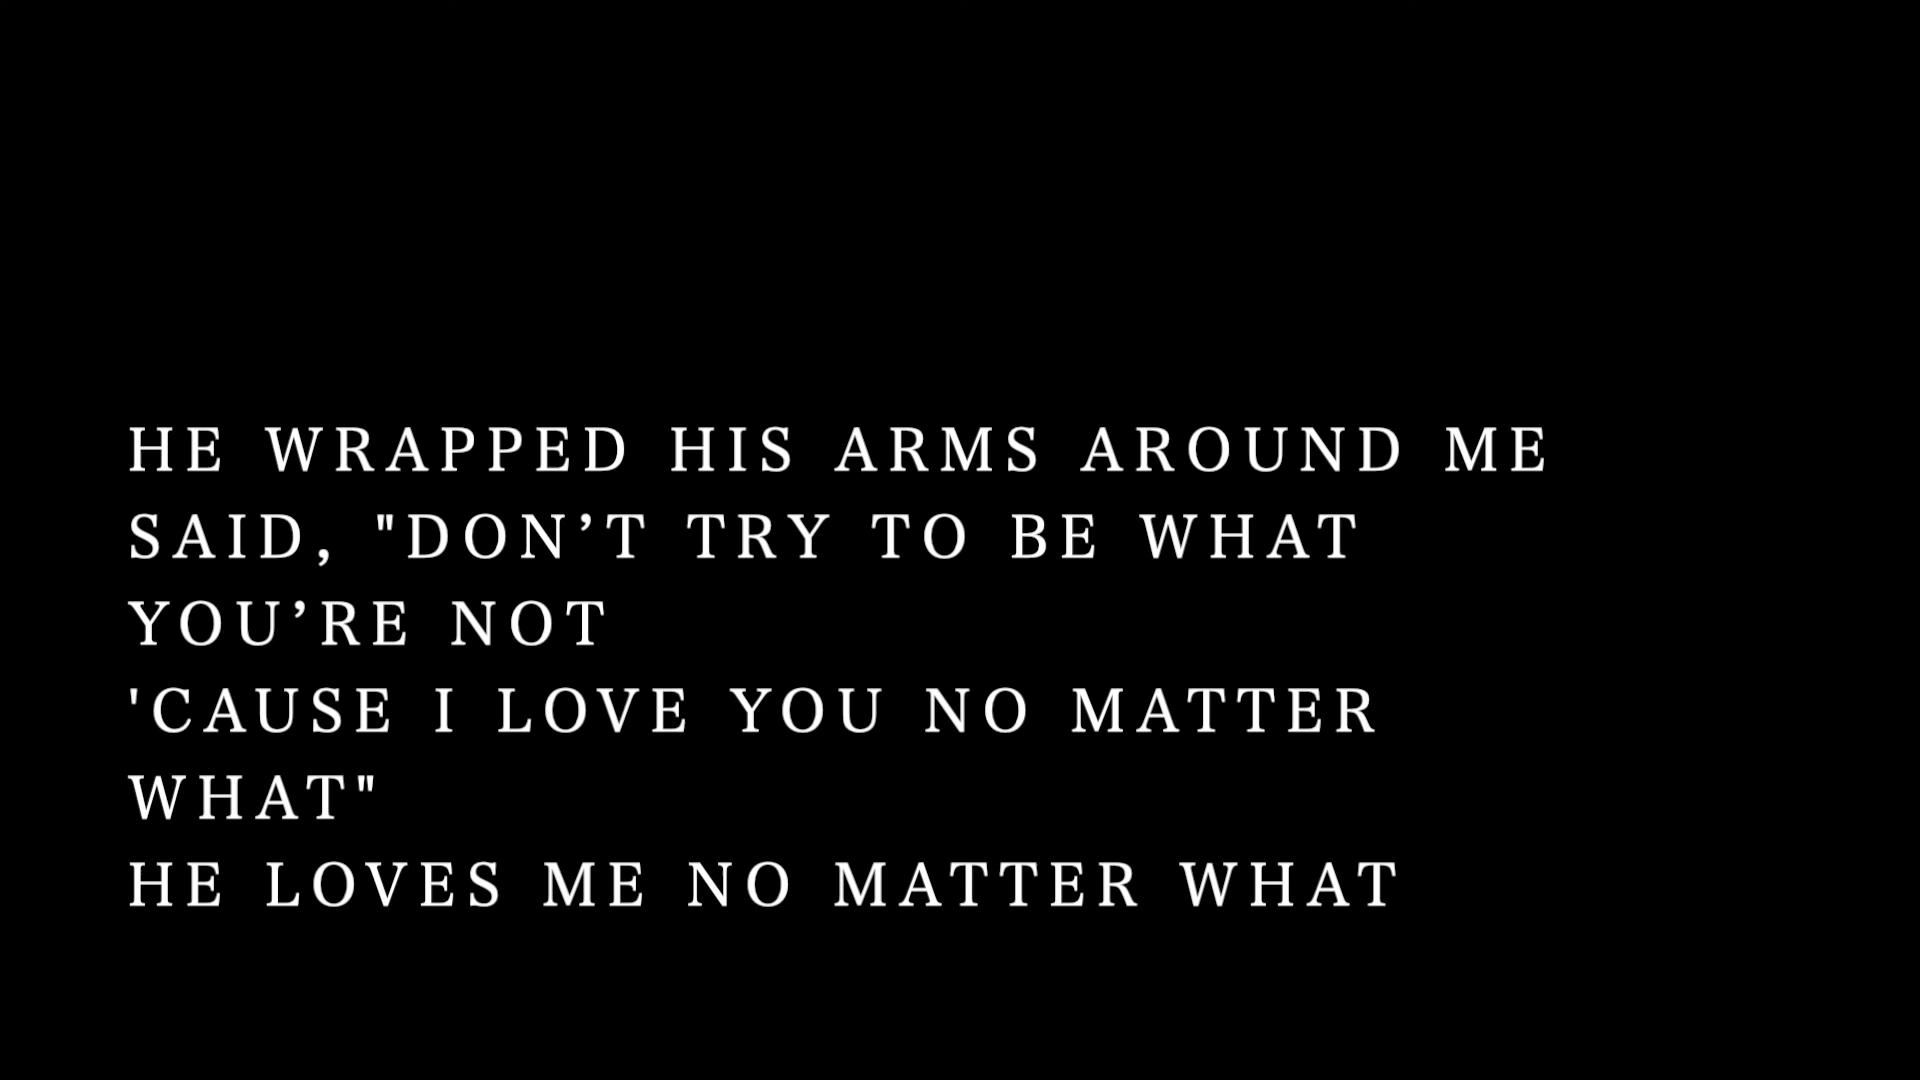 HE WRAPPED HIS ARMS AROUND ME
SAID, "DON’T TRY TO BE WHAT
YOU’RE NOT
'CAUSE I LOVE YOU NO MATTER
WHAT"
HE LOVES ME NO MATTER WHAT